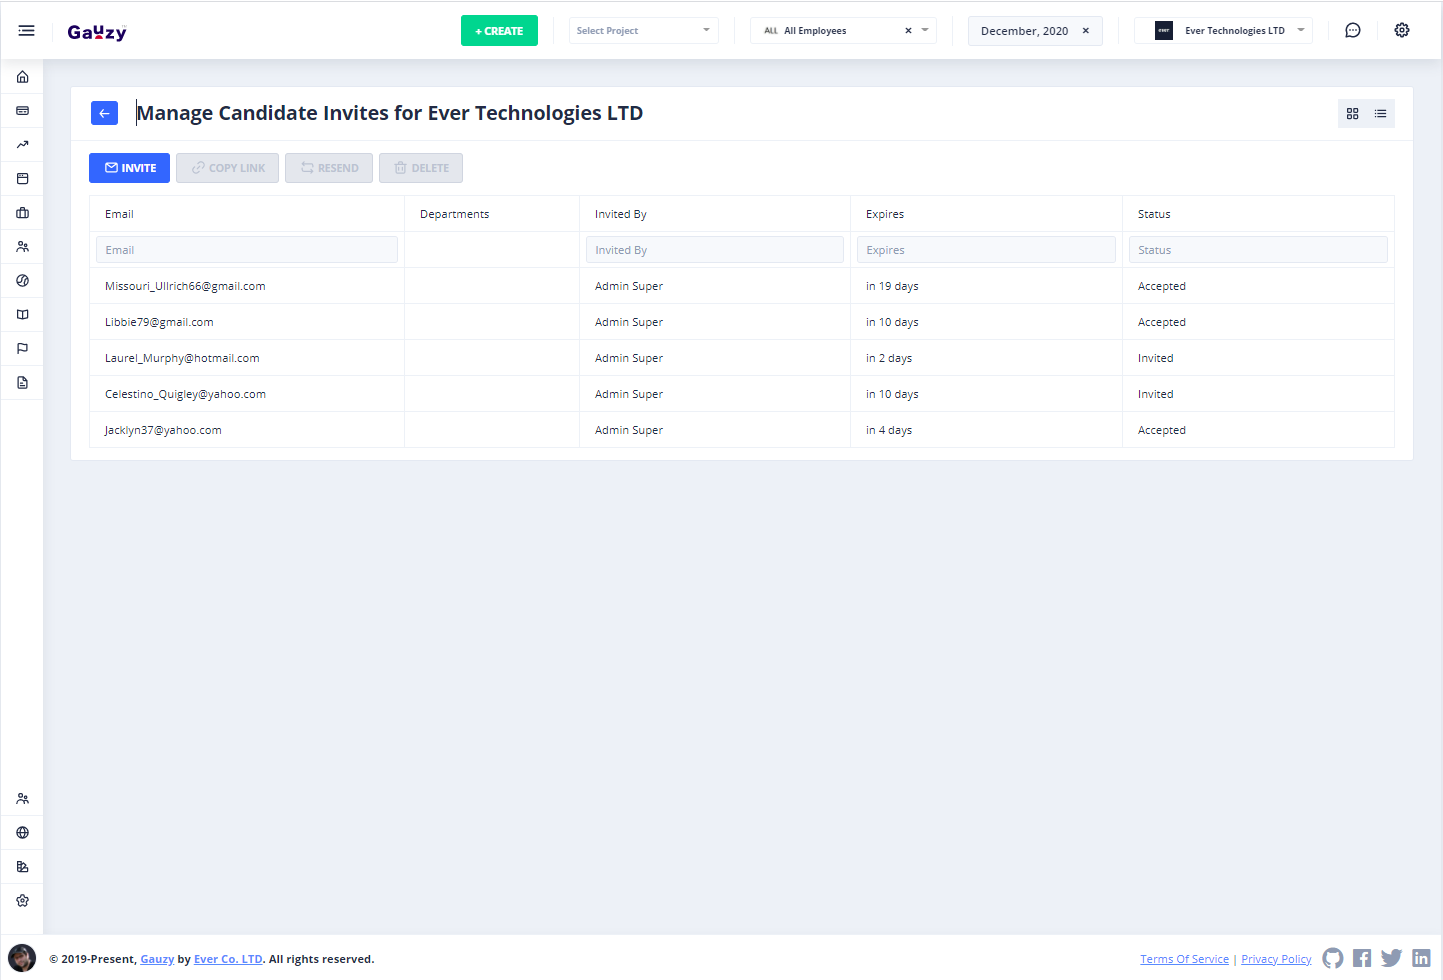 Gauzy
+ CREATE
Select Project
ALL All Employees ×
December, 2020 ×
ever Ever Technologies LTD
Manage Candidate Invites for Ever Technologies LTD
INVITE COPY LINK RESEND DELETE
Email Departments Invited By Expires Status
Email Invited By Expires Status
Missouri_Ullrich66@gmail.com Admin Super in 19 days Accepted
Libbie79@gmail.com Admin Super in 10 days Accepted
Laurel_Murphy@hotmail.com Admin Super in 2 days Invited
Celestino_Quigley@yahoo.com Admin Super in 10 days Invited
Jacklyn37@yahoo.com Admin Super in 4 days Accepted
© 2019-Present, Gauzy by Ever Co. LTD. All rights reserved.
Terms Of Service | Privacy Policy